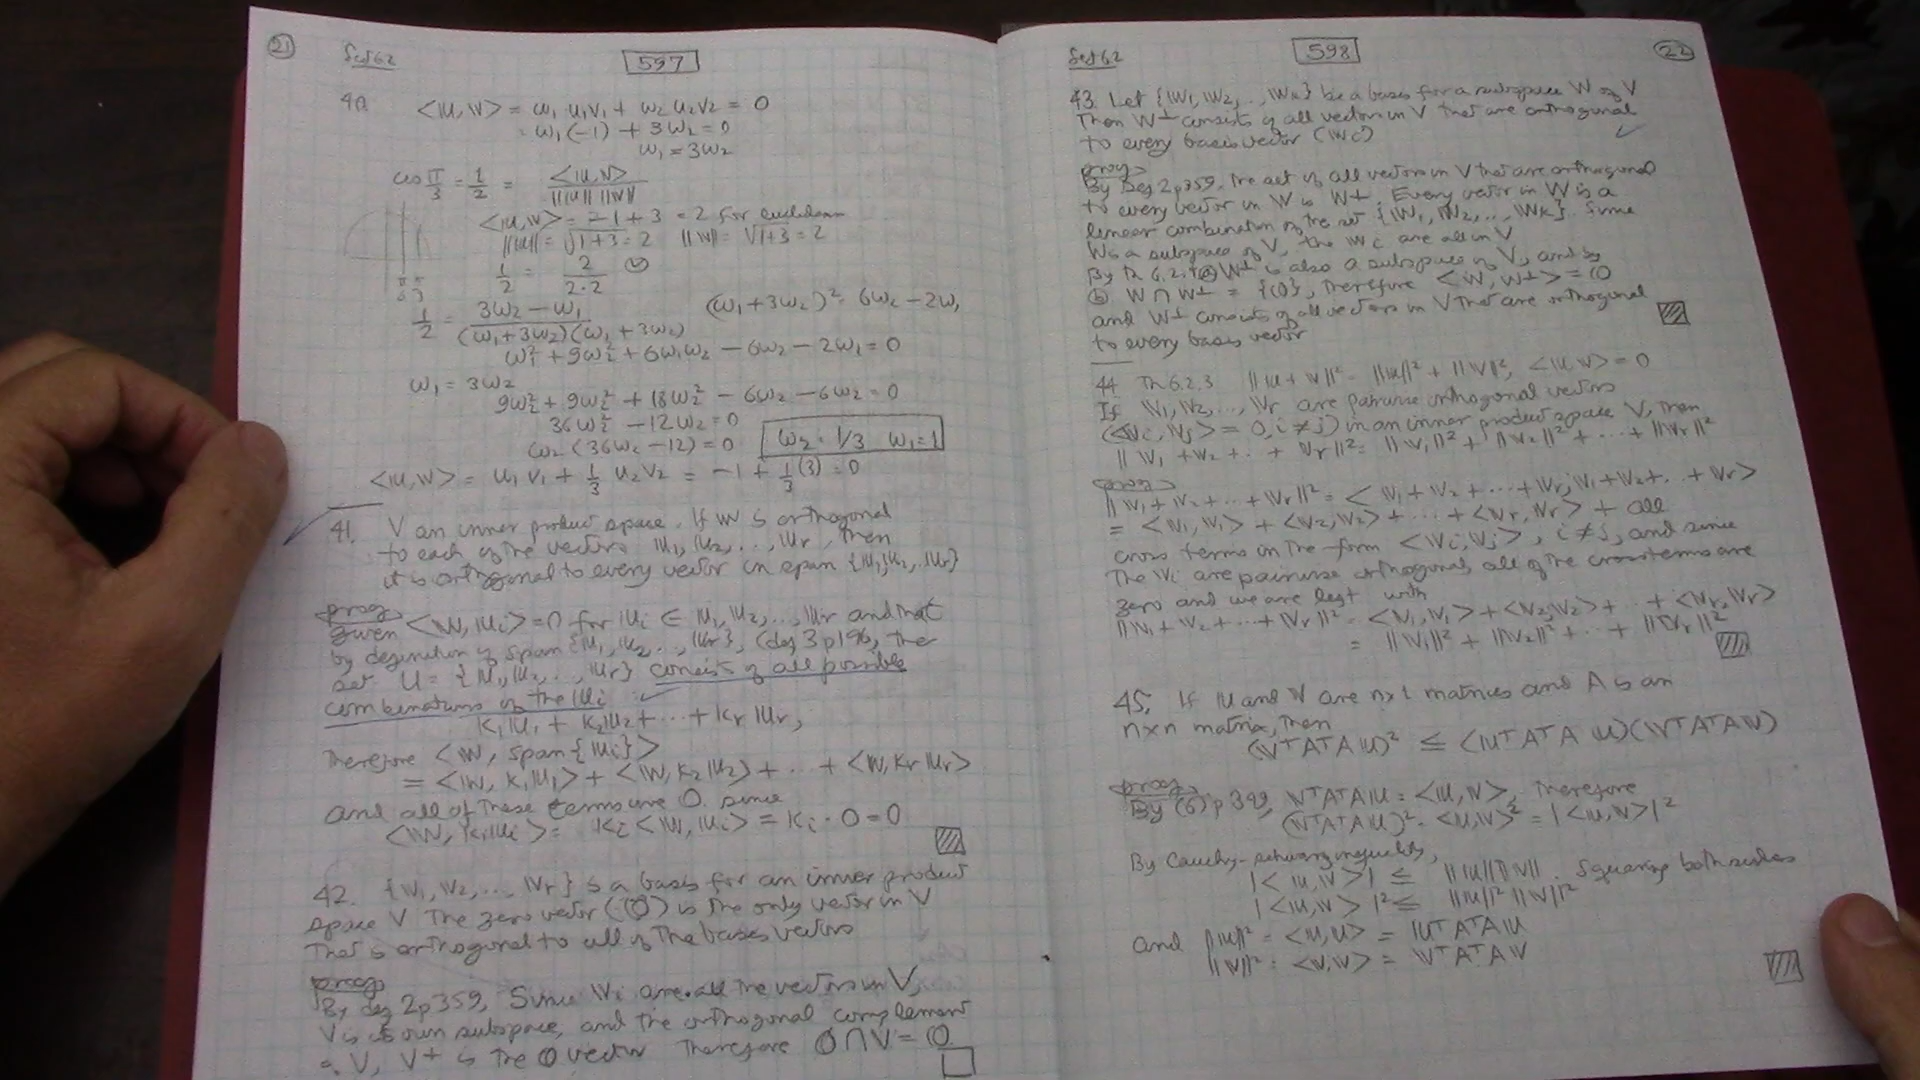 21
Set 6.2
597
40. <u,v> = w1 u1v1 + w2 u2v2 = 0
= w1(-1) + 3w2 = 0
w1 = 3w2
cos π/3 = 1/2 = <u,v> / ||u|| ||v||
<u,v> = -1+3 = 2 for euclidean
||u|| = √1+3 = 2 ||v|| = √1+3 = 2
1/2 = 2/2·2
1/2 = 3w2 - w1 / (w1+3w2)(w1+3w2) (w1+3w2)² = 6w2 - 2w1
w1² + 9w2² + 6w1w2 - 6w2 - 2w1 = 0
w1 = 3w2
9w2² + 9w2² + 18w2² - 6w2 - 6w2 = 0
36w2² - 12w2 = 0
w2(36w2 - 12) = 0 w2 = 1/3 w1 = 1
<u,v> = u1v1 + 1/3 u2v2 = -1 + 1/3(3) = 0
41. V an inner product space. If w is orthogonal
to each of the vectors u1, u2, .., ur, then
it is orthogonal to every vector in span {u1, u2, .. ur}
proof
given <w, ui> = 0 for ui ∈ u1, u2, .., ur and that
by definition of span {u1, u2, .., ur}, (def 3 p196, the
set U = {u1, u2, .., ur} consists of all possible
combinations of the ui
k1u1 + k2u2 + ... + krur,
Therefore <w, span{ui}>
= <w, k1u1> + <w, k2u2> + .. + <w, krur>
and all of these terms are 0 since
<w, kiui> = ki<w, ui> = ki · 0 = 0
42. {v1, v2, ... vr} is a basis for an inner product
space V The zero vector (0) is the only vector in V
That is orthogonal to all of the basis vectors
proof
By def 2p359, Since vi are all the vectors in V,
V is its own subspace, and the orthogonal complement
of V, V⊥ is the 0 vector Therefore 0 ∩ V = 0
Set 6.2
598
22
43. Let {w1, w2, .., wk} be a basis for a subspace W of V
Then W⊥ consists of all vectors in V that are orthogonal
to every basis vector (wi)
proof
By Def 2p359, the set of all vectors in V that are orthogonal
to every vector in W is W⊥. Every vector in W is a
linear combination of the set {w1, w2, .., wk}. Since
W is a subspace of V, the wi are all in V
By Th 6.2.4 (a) W⊥ is also a subspace of V, and by
(b) W ∩ W⊥ = {0}, therefore <W, W⊥> = 0
and W⊥ consists of all vectors in V that are orthogonal
to every basis vector
44 Th 6.2.3 ||u + v||² = ||u||² + ||v||², <u,v> = 0
If v1, v2, .., vr are pairwise orthogonal vectors
(<vi, vj> = 0, i ≠ j) in an inner product space V, then
||v1 + v2 + .. + vr||² = ||v1||² + ||v2||² + ... + ||vr||²
proof
||v1 + v2 + .. + vr||² = <v1 + v2 + ... + vr, v1 + v2 + .. + vr>
= <v1, v1> + <v2, v2> + .. + <vr, vr> + all
cross terms in the form <vi, vj>, i ≠ j, and since
the vi are pairwise orthogonal, all of the crossterms are
zero and we are left with
||v1 + v2 + ... + vr||² = <v1, v1> + <v2, v2> + .. + <vr, vr>
= ||v1||² + ||v2||² + .. + ||vr||²
45. If u and v are nx1 matrices and A is an
nxn matrix, then
(vTATAu)² ≤ (uTATAu)(vTATAv)
proof
By (6) p 349, vTATAu = <u,v>, therefore
(vTATAu)² = <u,v>² = |<u,v>|²
By Cauchy-schwarz inequality,
|<u,v>| ≤ ||u|| ||v||. Squaring both sides
|<u,v>|² ≤ ||u||² ||v||²
and ||u||² = <u,u> = uTATAu
||v||² = <v,v> = vTATAv